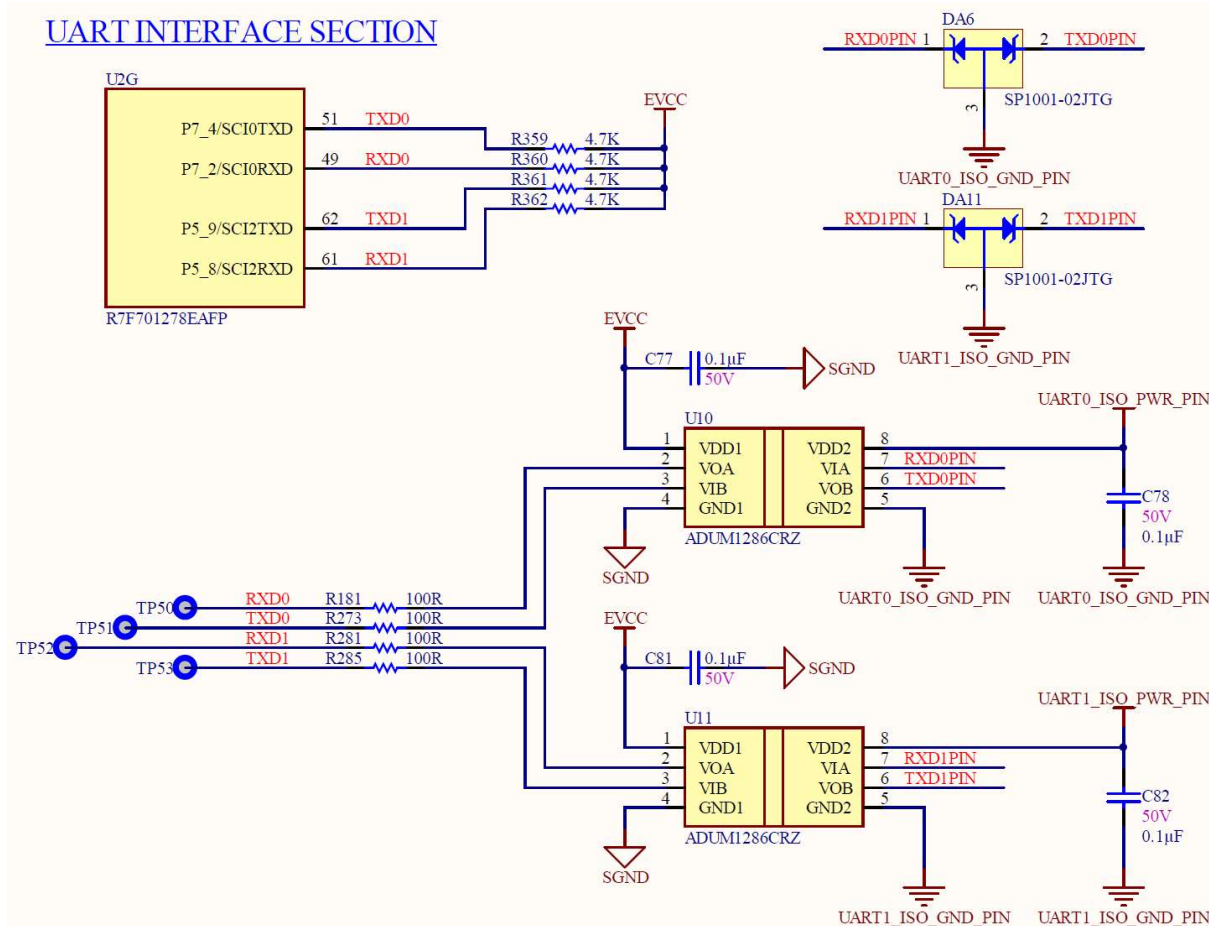 UART INTERFACE SECTION
U2G
P7_4/SCI0TXD 51 TXD0
P7_2/SCI0RXD 49 RXD0
P5_9/SCI2TXD 62 TXD1
P5_8/SCI2RXD 61 RXD1
R7F701278EAFP
EVCC
R359 4.7K
R360 4.7K
R361 4.7K
R362 4.7K
DA6
RXD0PIN 1 2 TXD0PIN
SP1001-02JTG
3
UART0_ISO_GND_PIN
DA11
RXD1PIN 1 2 TXD1PIN
SP1001-02JTG
3
UART1_ISO_GND_PIN
EVCC
C77 0.1µF
50V
SGND
U10
1 VDD1 VDD2 8
2 VOA VIA 7 RXD0PIN
3 VIB VOB 6 TXD0PIN
4 GND1 GND2 5
ADUM1286CRZ
SGND
UART0_ISO_GND_PIN
UART0_ISO_PWR_PIN
C78
50V
0.1µF
UART0_ISO_GND_PIN
TP50 RXD0 R181 100R
TP51 TXD0 R273 100R
TP52 RXD1 R281 100R
TP53 TXD1 R285 100R
EVCC
C81 0.1µF
50V
SGND
U11
1 VDD1 VDD2 8
2 VOA VIA 7 RXD1PIN
3 VIB VOB 6 TXD1PIN
4 GND1 GND2 5
ADUM1286CRZ
SGND
UART1_ISO_GND_PIN
UART1_ISO_PWR_PIN
C82
50V
0.1µF
UART1_ISO_GND_PIN